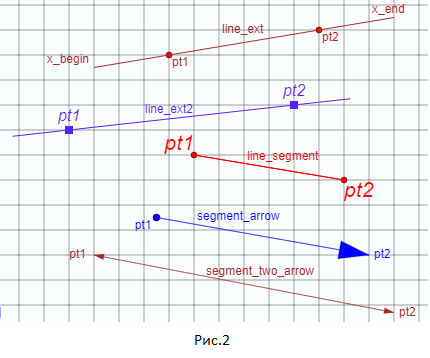 x_end
line_ext
pt2
x_begin
pt1
pt2
pt1
line_ext2
pt1
line_segment
pt2
segment_arrow
pt1
pt2
pt1
segment_two_arrow
pt2
Рис.2